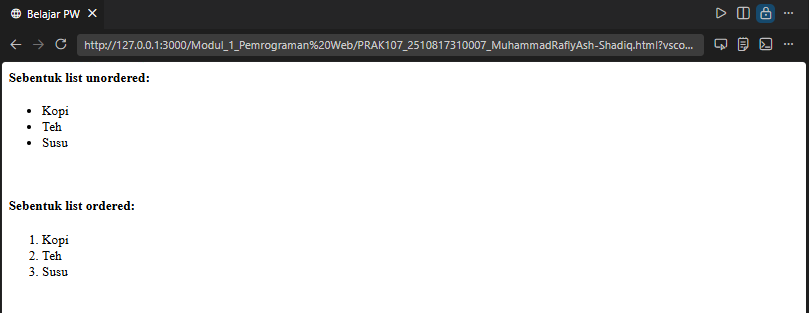 Belajar PW
http://127.0.0.1:3000/Modul_1_Pemrograman%20Web/PRAK107_2510817310007_MuhammadRaflyAsh-Shadiq.html?vsco...
Sebentuk list unordered:
Kopi
Teh
Susu
Sebentuk list ordered:
1. Kopi
2. Teh
3. Susu